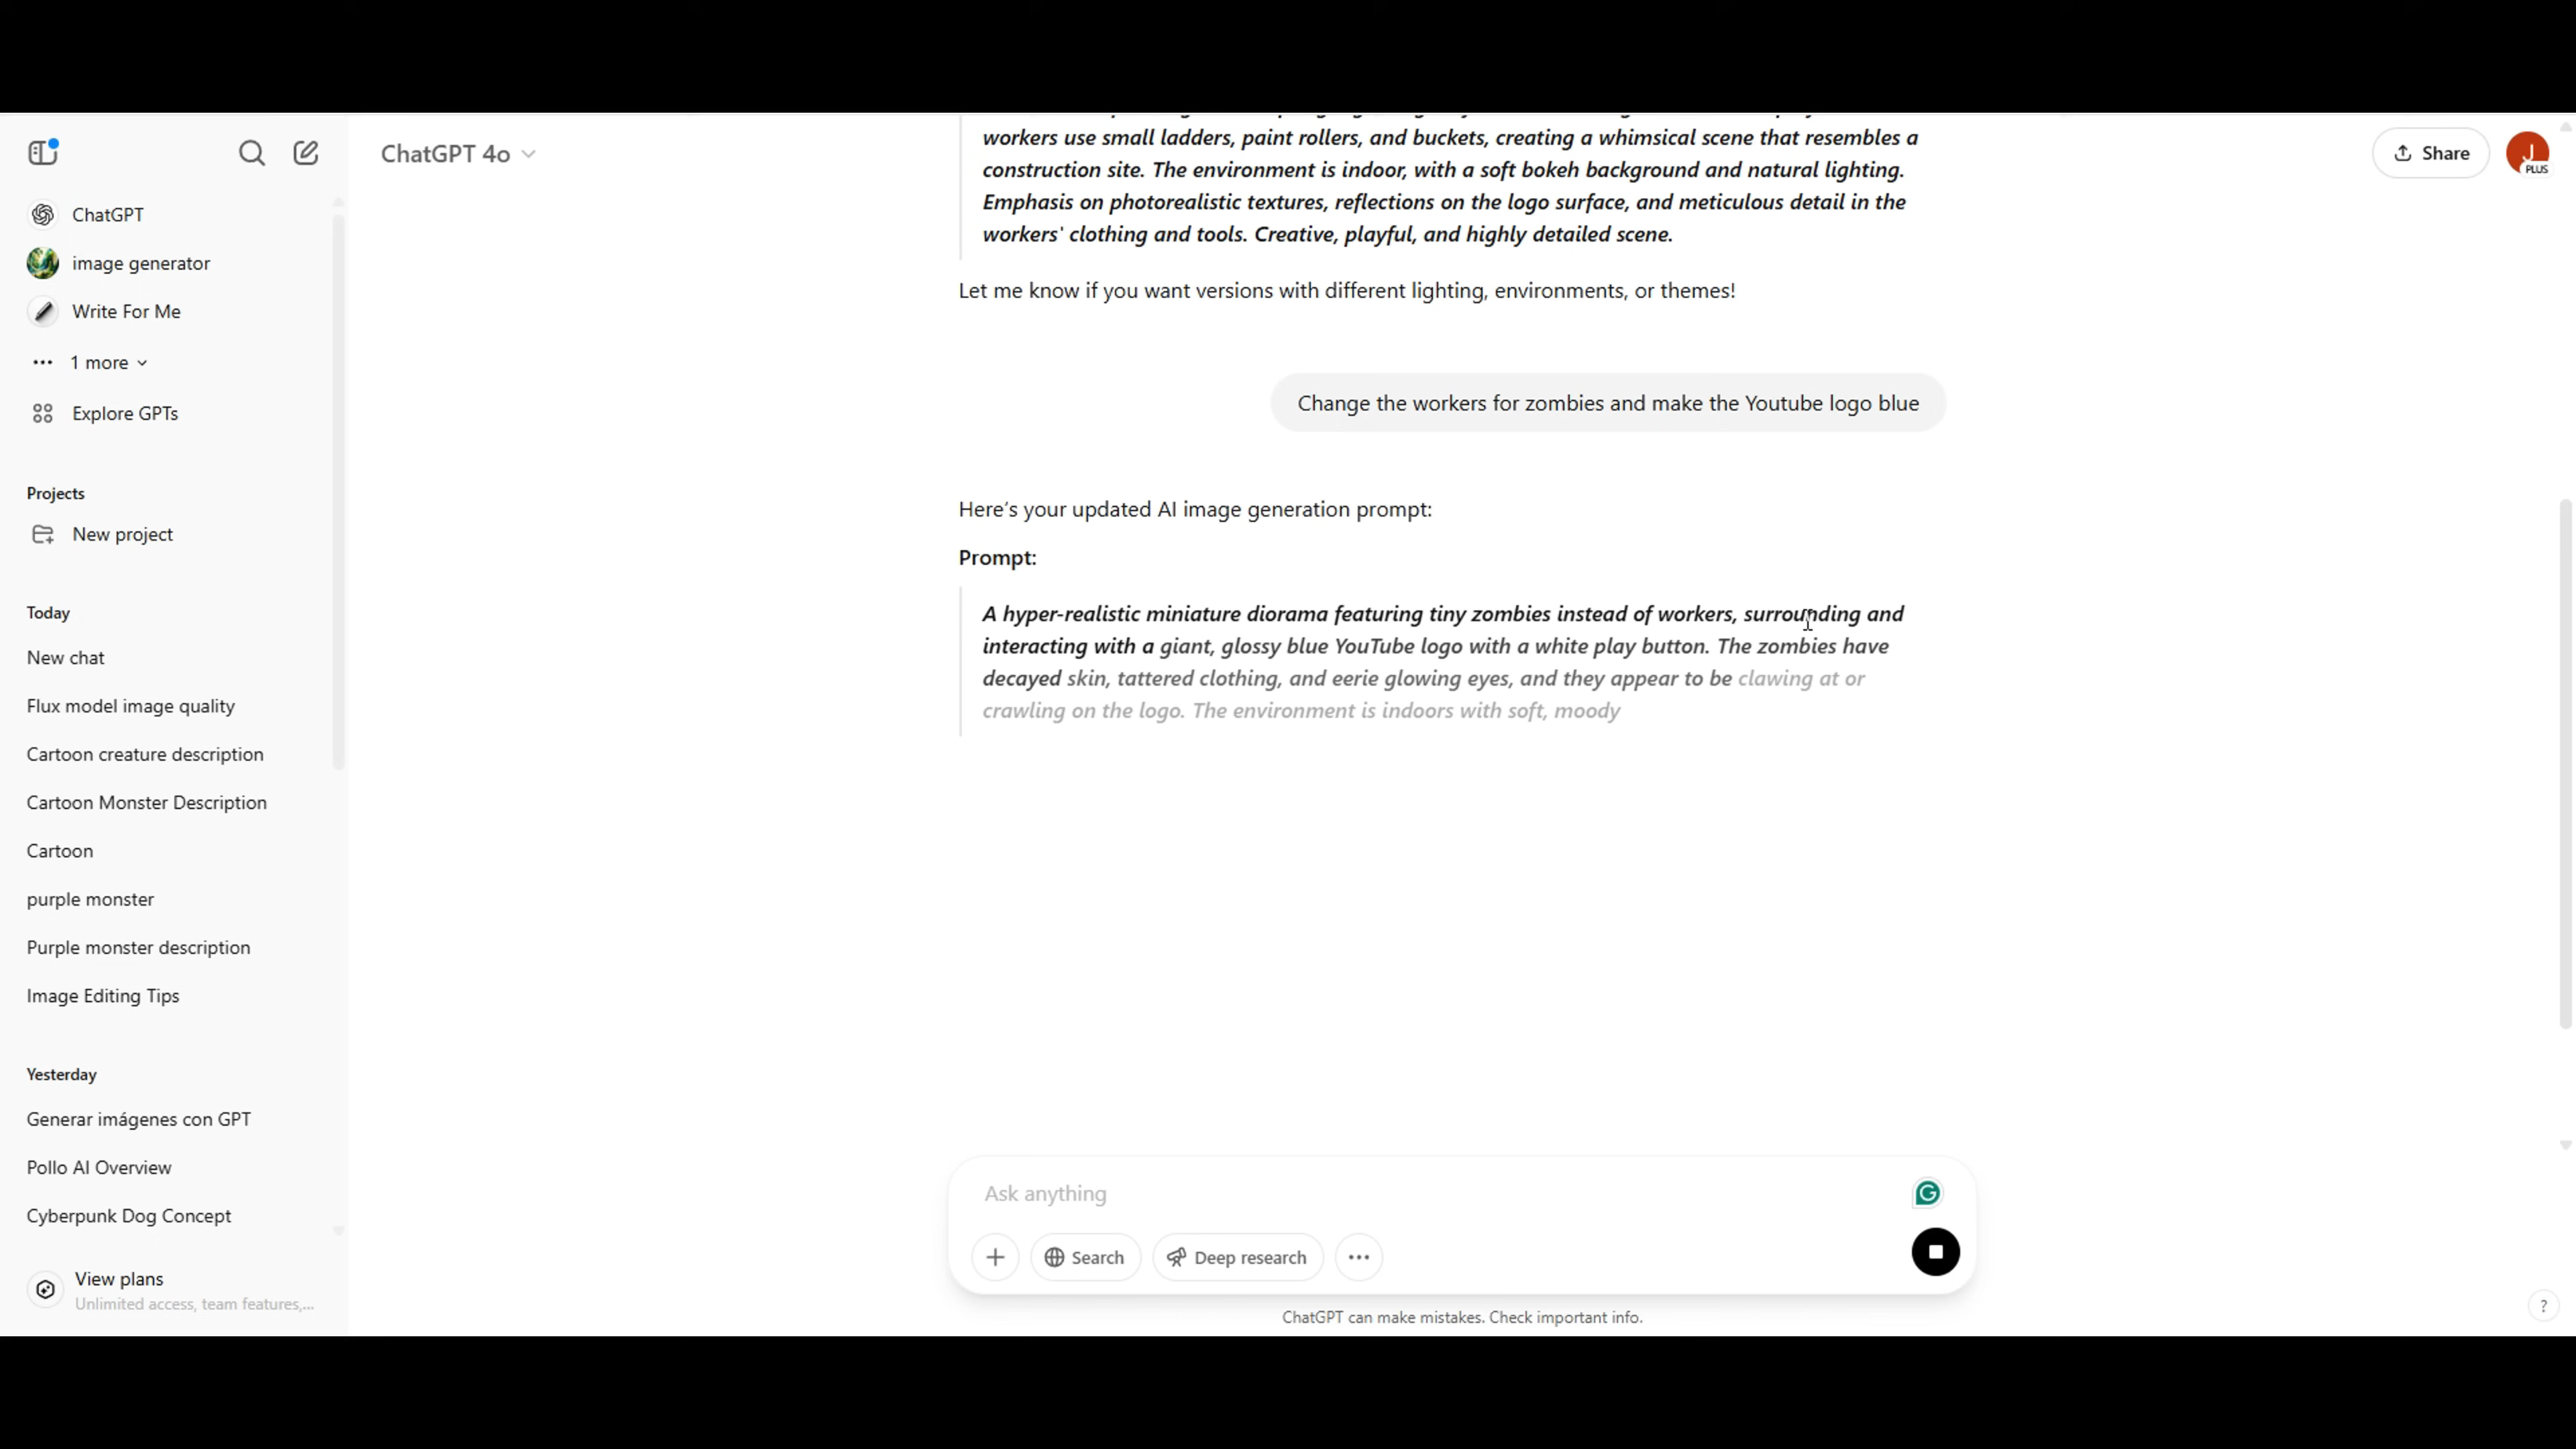 ChatGPT
image generator
Write For Me
1 more
Explore GPTs
Projects
New project
Today
New chat
Flux model image quality
Cartoon creature description
Cartoon Monster Description
Cartoon
purple monster
Purple monster description
Image Editing Tips
Yesterday
Generar imágenes con GPT
Pollo AI Overview
Cyberpunk Dog Concept
View plans
Unlimited access, team features,...
ChatGPT 4o
Share
J
PLUS
workers use small ladders, paint rollers, and buckets, creating a whimsical scene that resembles a
construction site. The environment is indoor, with a soft bokeh background and natural lighting.
Emphasis on photorealistic textures, reflections on the logo surface, and meticulous detail in the
workers' clothing and tools. Creative, playful, and highly detailed scene.
Let me know if you want versions with different lighting, environments, or themes!
Change the workers for zombies and make the Youtube logo blue
Here’s your updated AI image generation prompt:
Prompt:
A hyper-realistic miniature diorama featuring tiny zombies instead of workers, surrounding and
interacting with a giant, glossy blue YouTube logo with a white play button. The zombies have
decayed skin, tattered clothing, and eerie glowing eyes, and they appear to be clawing at or
crawling on the logo. The environment is indoors with soft, moody
Ask anything
Search
Deep research
ChatGPT can make mistakes. Check important info.
?